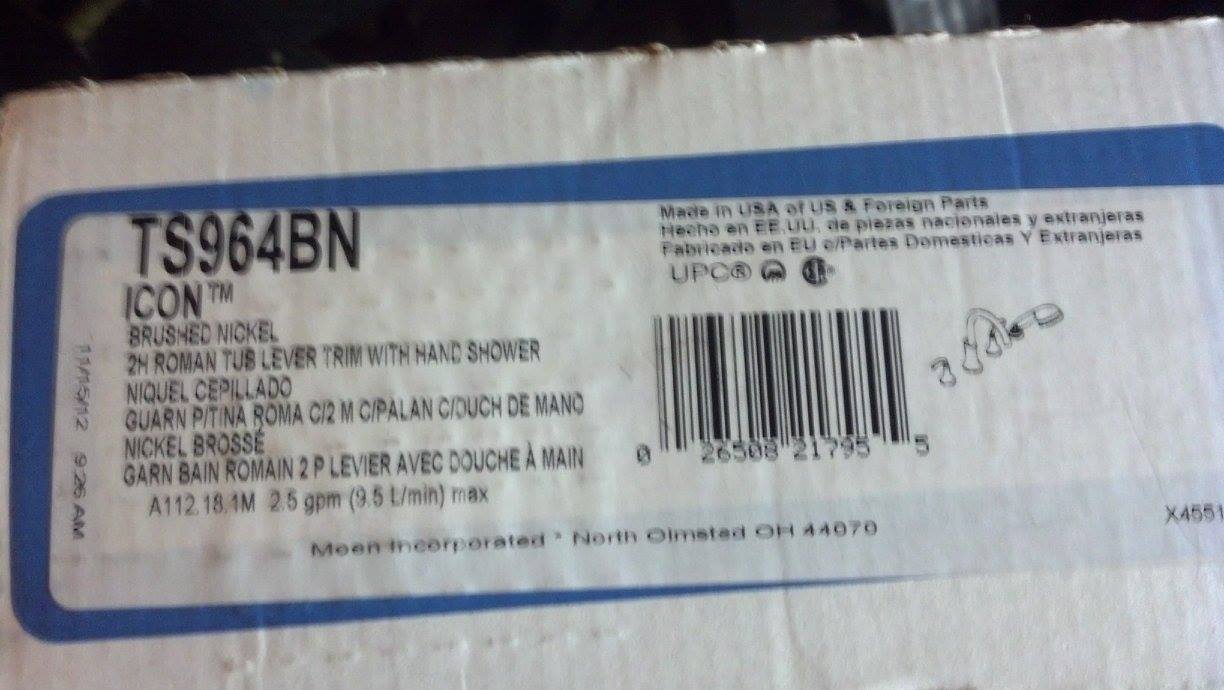 TS964BN
ICON™
BRUSHED NICKEL
2H ROMAN TUB LEVER TRIM WITH HAND SHOWER
NIQUEL CEPILLADO
GUARN P/TINA ROMA C/2 M C/PALAN C/DUCH DE MANO
NICKEL BROSSÉ
GARN BAIN ROMAIN 2 P LEVIER AVEC DOUCHE À MAIN
A112.18.1M 2.5 gpm (9.5 L/min) max
Made in USA of US & Foreign Parts
Hecho en EE.UU. de piezas nacionales y extranjeras
Fabricado en EU c/Partes Domesticas Y Extranjeras
UPC®
0 26508 21795 5
11/15/12 9:26 AM
Moen Incorporated * North Olmsted OH 44070
X4551